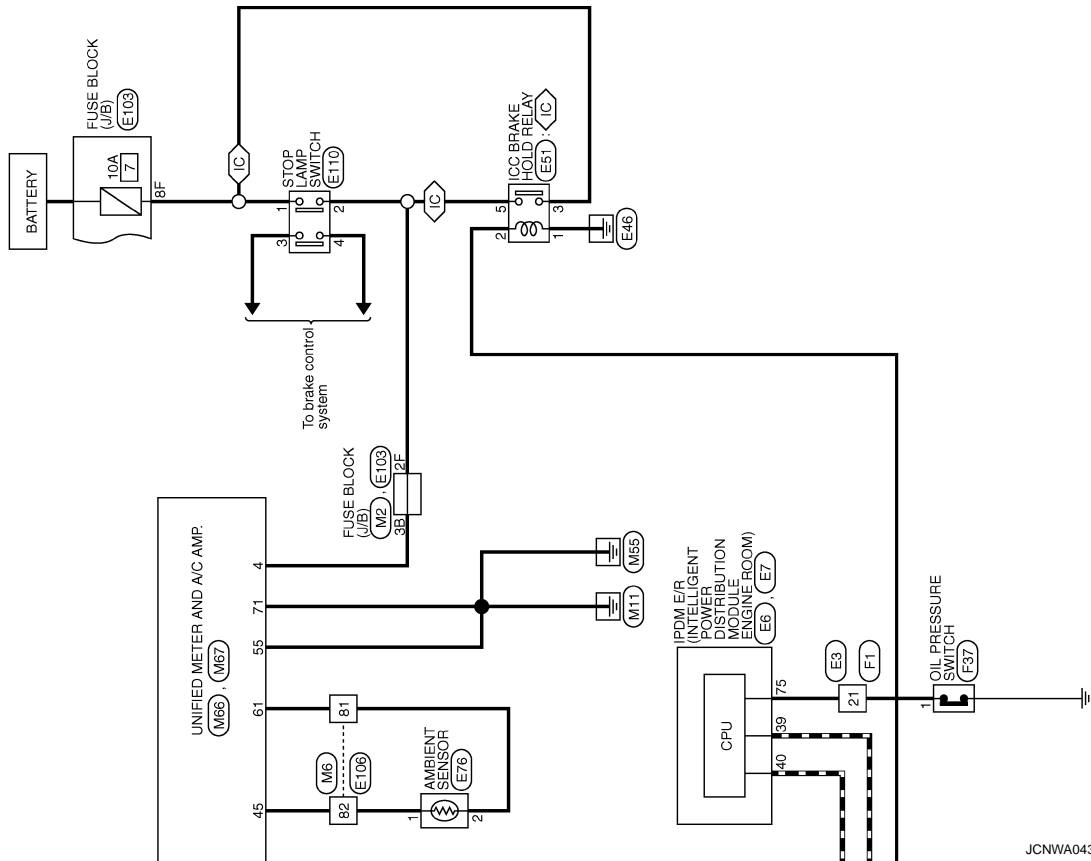 BATTERY
FUSE BLOCK
(J/B)
E103
10A
7
8F
IC
STOP
LAMP
SWITCH
E110
1
2
3
4
To brake control
system
IC
ICC BRAKE
HOLD RELAY
E51 : IC
5
3
2
1
E46
FUSE BLOCK
(J/B)
M2 , E103
3B
2F
UNIFIED METER AND A/C AMP.
M66 , M67
4
71
55
61
45
M55
M11
81
M6
E106
82
AMBIENT
SENSOR
E76
1
2
IPDM E/R
(INTELLIGENT
POWER
DISTRIBUTION
MODULE
ENGINE ROOM)
E6 , E7
CPU
75
39
40
E3
F1
21
OIL PRESSURE
SWITCH
F37
1
JCNWA043